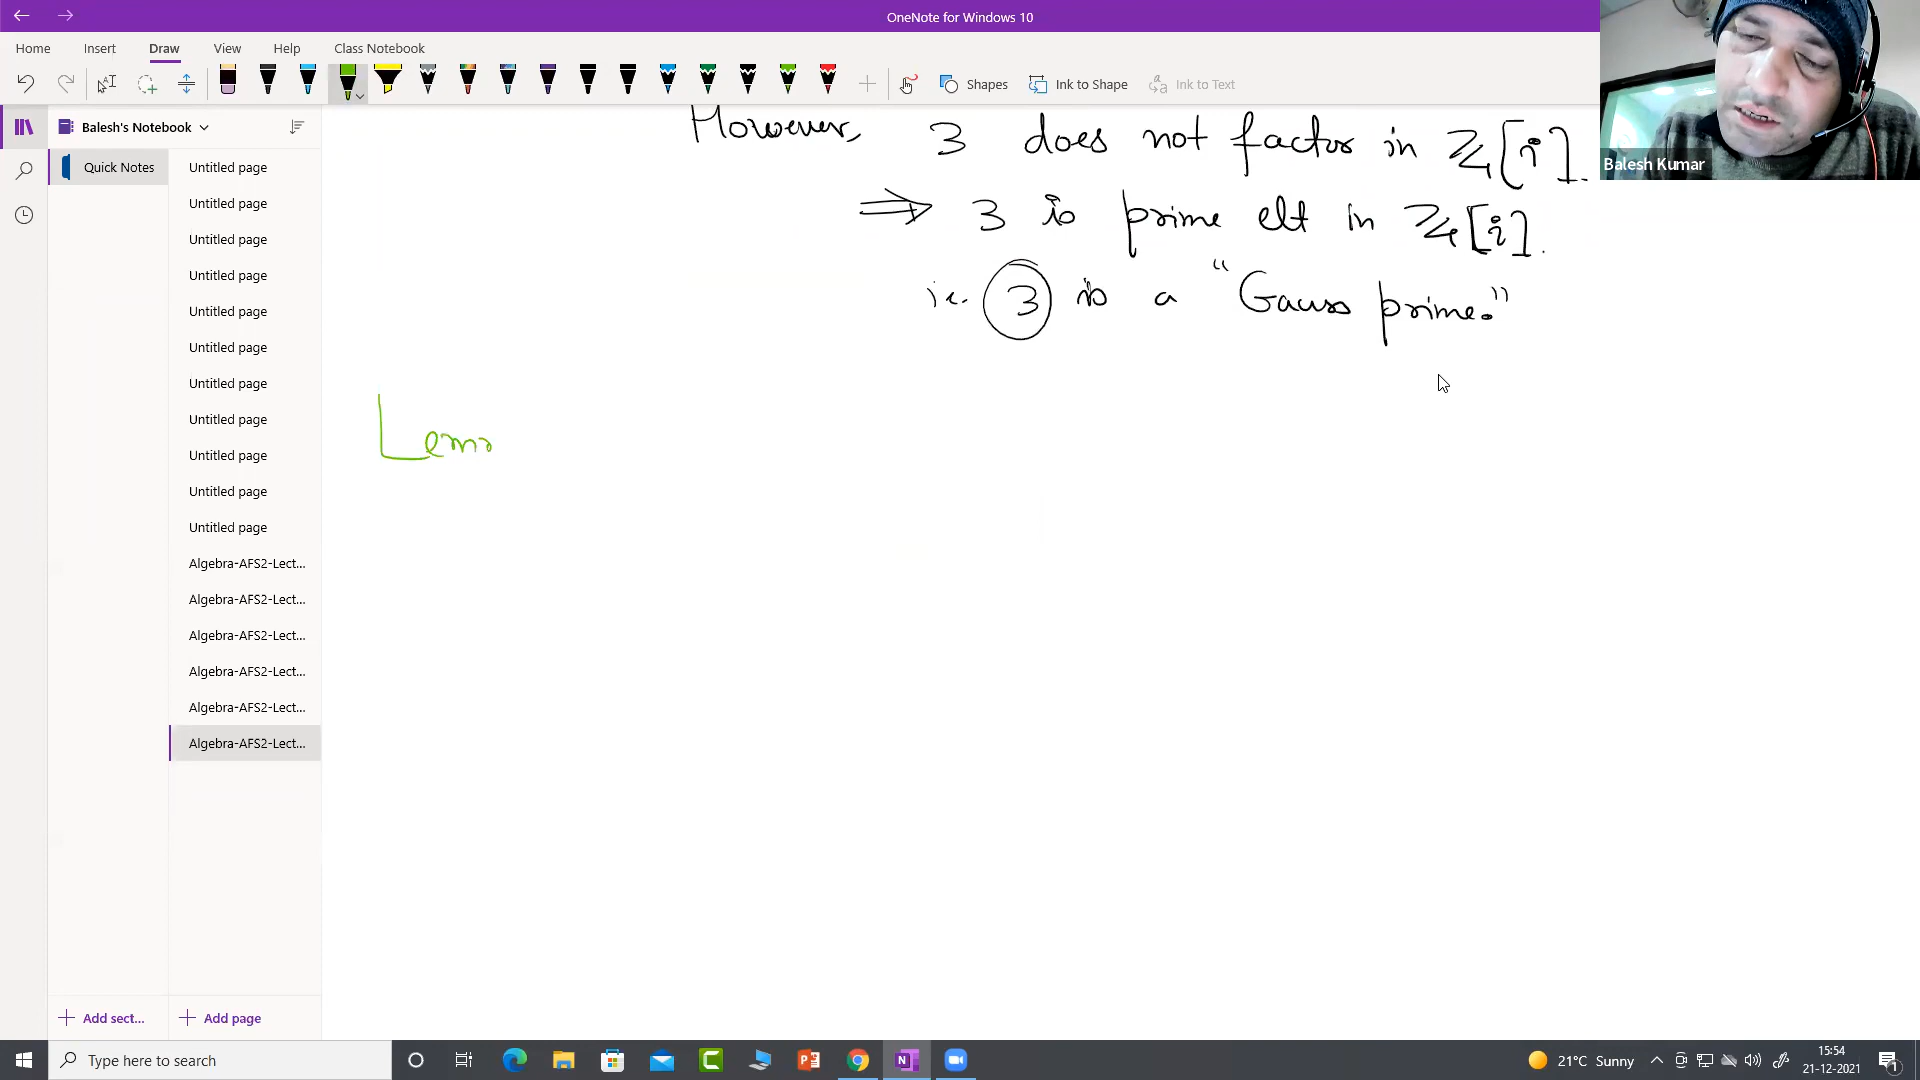 OneNote for Windows 10
Home Insert Draw View Help Class Notebook
Shapes Ink to Shape Ink to Text
Balesh Kumar
Balesh's Notebook
Quick Notes
Untitled page
Untitled page
Untitled page
Untitled page
Untitled page
Untitled page
Untitled page
Untitled page
Untitled page
Untitled page
Untitled page
Algebra-AFS2-Lect...
Algebra-AFS2-Lect...
Algebra-AFS2-Lect...
Algebra-AFS2-Lect...
Algebra-AFS2-Lect...
Algebra-AFS2-Lect...
Add sect... Add page
However, 3 does not factor in ℤ[i].
⇒ 3 is prime elt in ℤ[i].
i.e. 3 is a "Gauss prime."
Lemm
Type here to search
21°C Sunny
15:54
21-12-2021
1